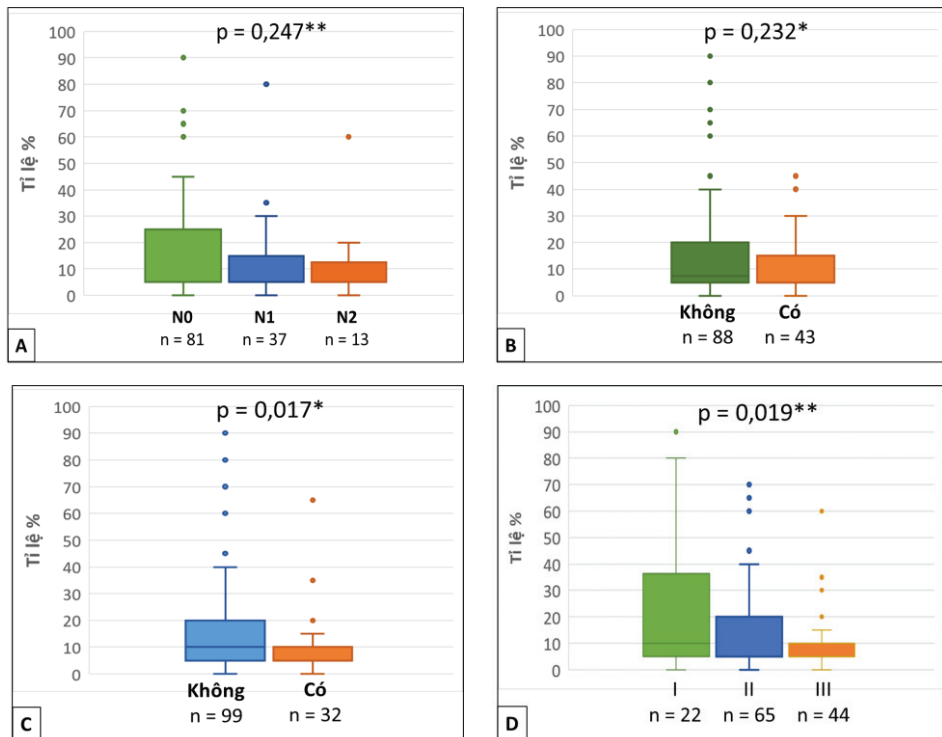 p = 0,247**
100
90
80
70
60
50
40
30
20
10
0
Tỉ lệ %
N0 N1 N2
n = 81 n = 37 n = 13
A
p = 0,232*
100
90
80
70
60
50
40
30
20
10
0
Tỉ lệ %
Không Có
n = 88 n = 43
B
p = 0,017*
100
90
80
70
60
50
40
30
20
10
0
Tỉ lệ %
Không Có
n = 99 n = 32
C
p = 0,019**
100
90
80
70
60
50
40
30
20
10
0
Tỉ lệ %
I II III
n = 22 n = 65 n = 44
D